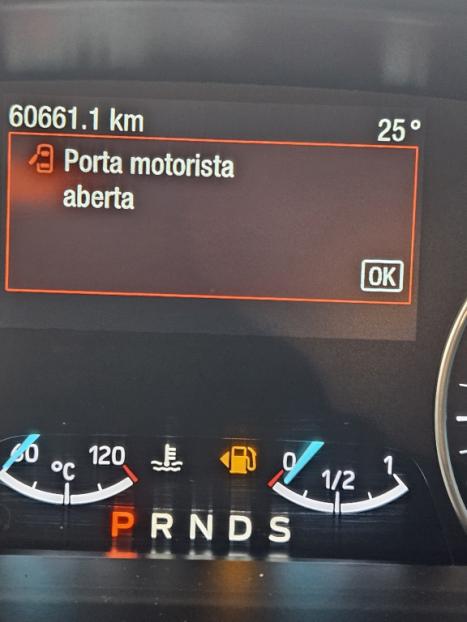 60661.1 km
25°
Porta motorista
aberta
OK
60 °C 120
0 1/2 1
P R N D S